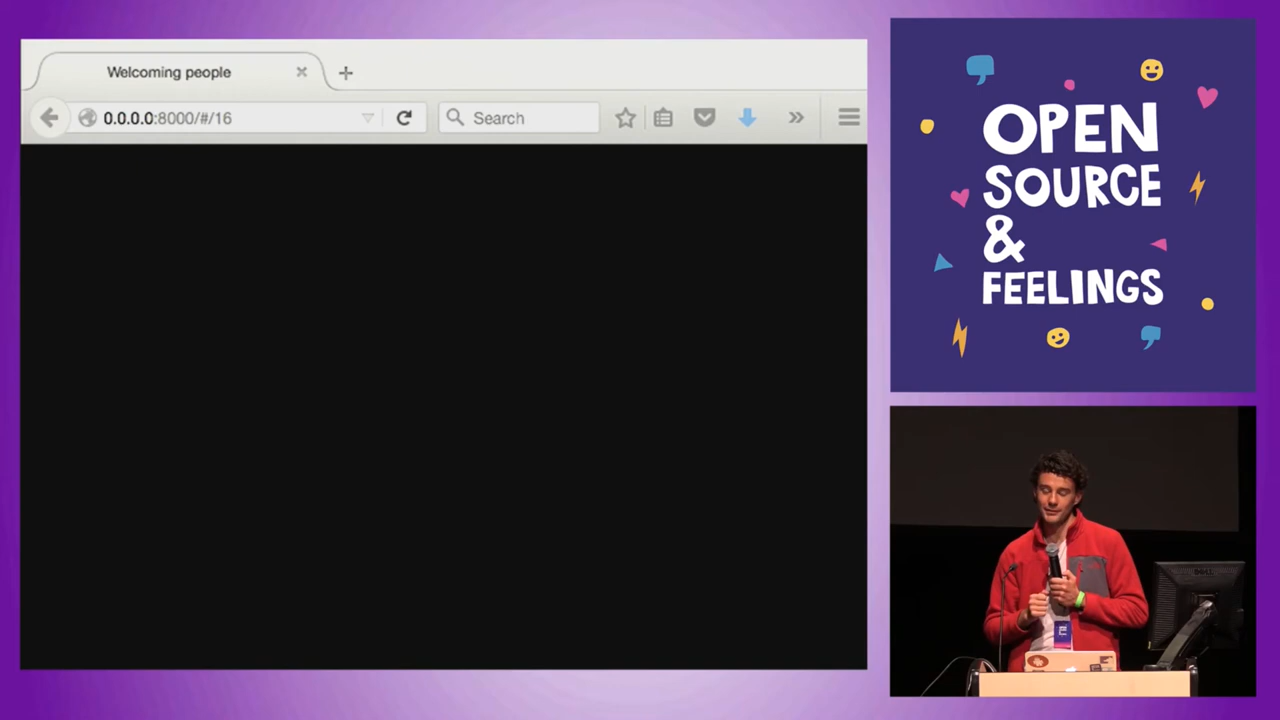 Welcoming people
0.0.0.0:8000/#/16
Search
OPEN
SOURCE
&
FEELINGS